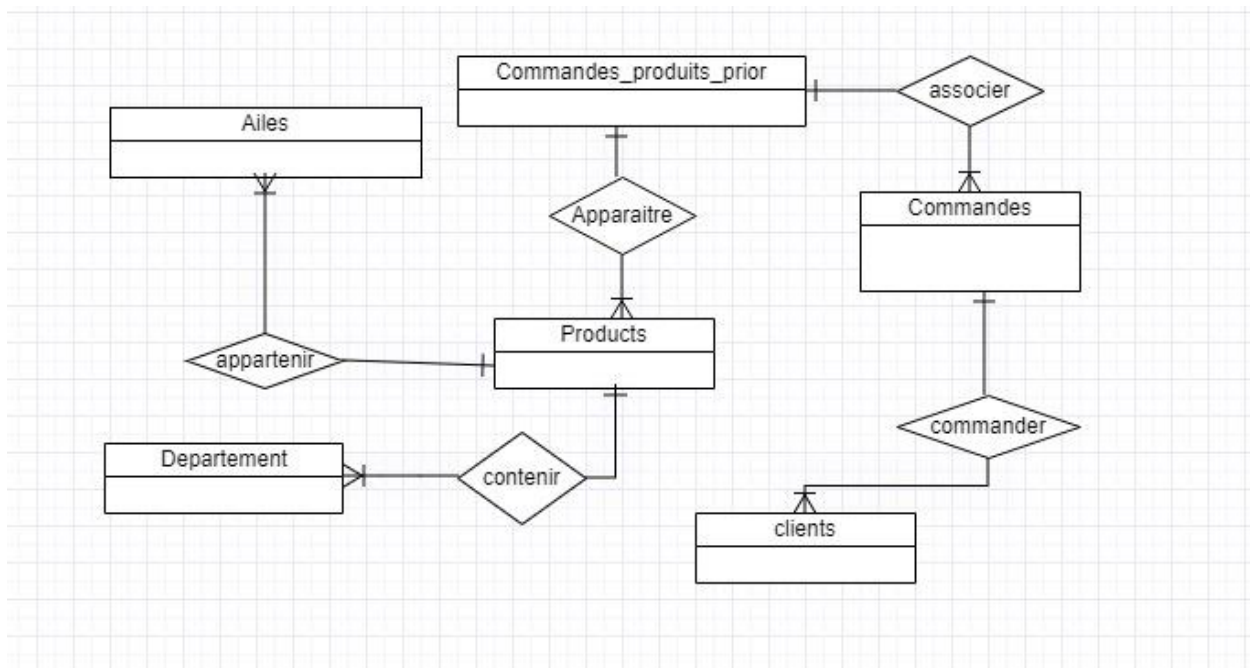 Commandes_produits_prior
associer
Ailes
Apparaitre
Commandes
Products
appartenir
commander
Departement
contenir
clients